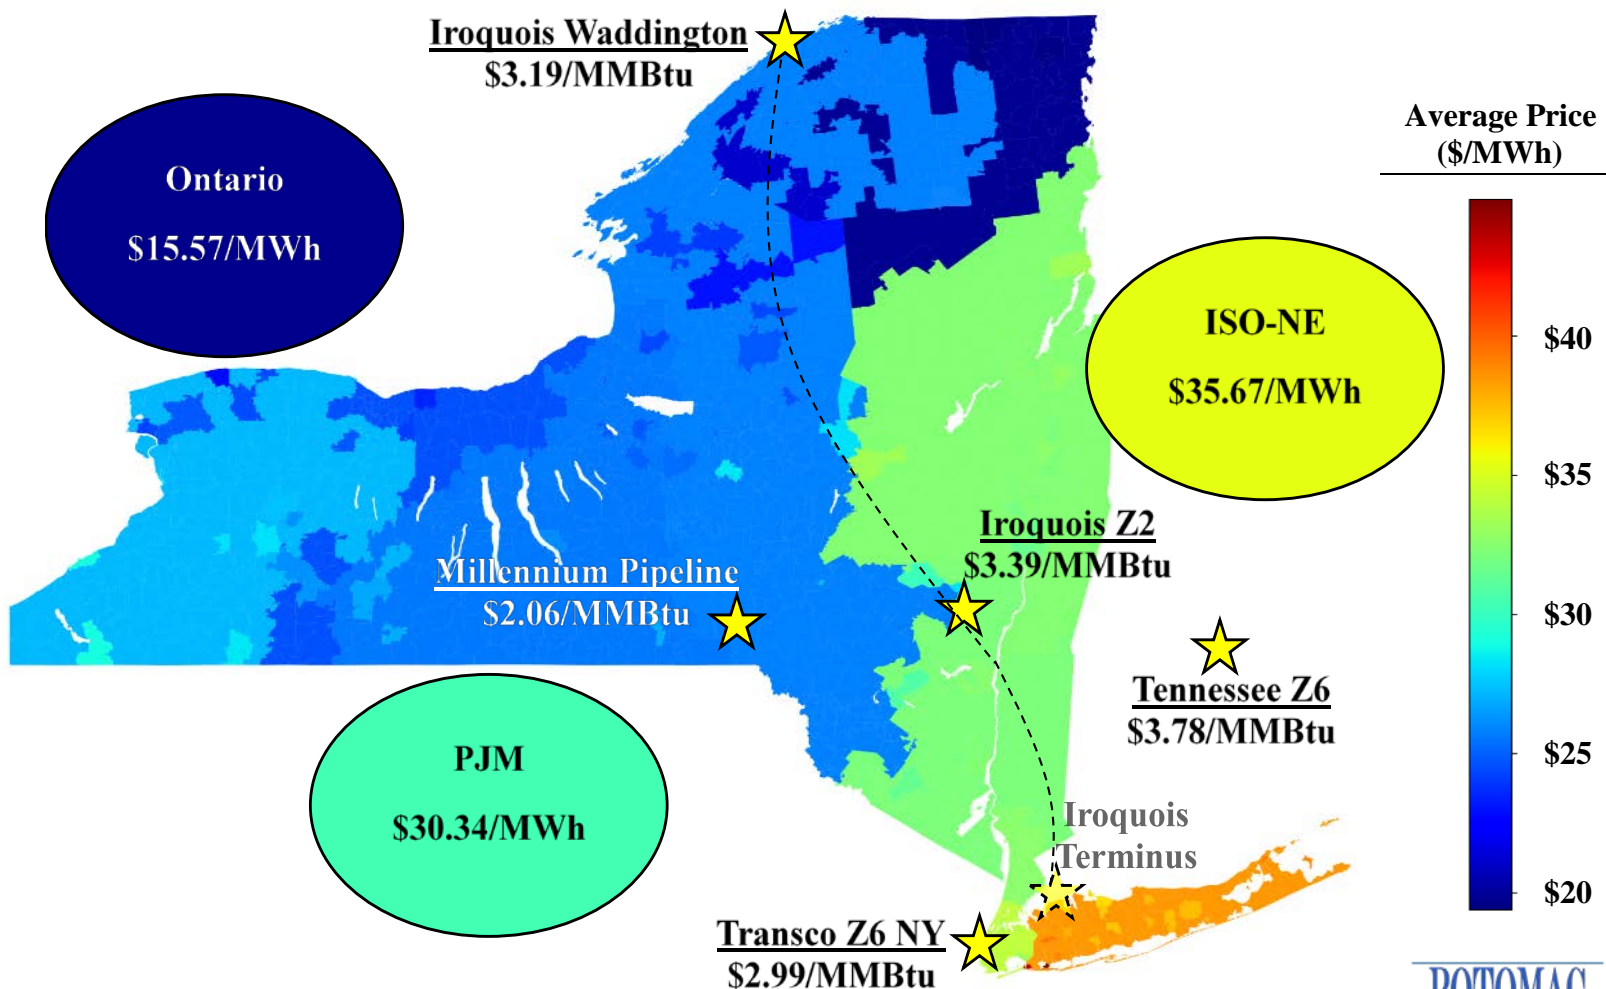 Iroquois Waddington
$3.19/MMBtu
Ontario
$15.57/MWh
Average Price
($/MWh)
ISO-NE
$35.67/MWh
$40
$35
$30
$25
$20
Iroquois Z2
$3.39/MMBtu
Millennium Pipeline
$2.06/MMBtu
Tennessee Z6
$3.78/MMBtu
PJM
$30.34/MWh
Iroquois
Terminus
Transco Z6 NY
$2.99/MMBtu
POTOMAC